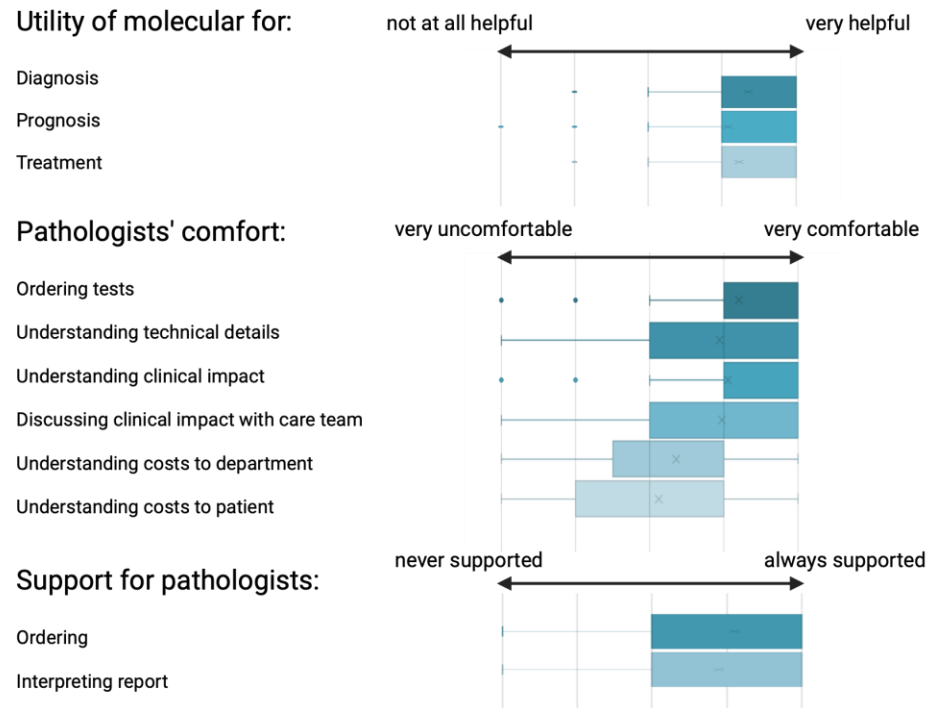 Utility of molecular for:
not at all helpful
very helpful
Diagnosis
Prognosis
Treatment
Pathologists' comfort:
very uncomfortable
very comfortable
Ordering tests
Understanding technical details
Understanding clinical impact
Discussing clinical impact with care team
Understanding costs to department
Understanding costs to patient
Support for pathologists:
never supported
always supported
Ordering
Interpreting report